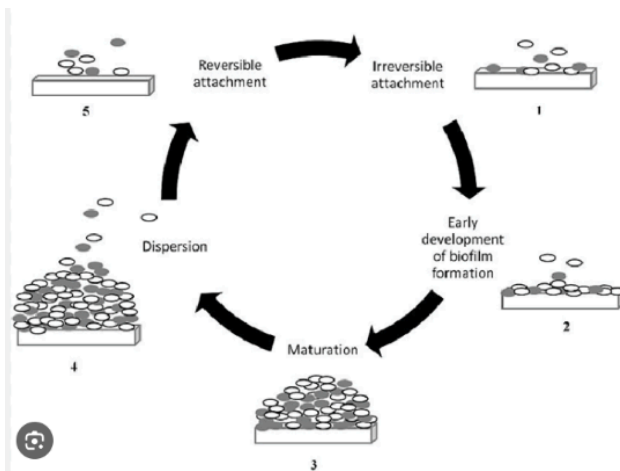 Reversible
attachment
Irreversible
attachment
5
1
Early
development
of biofilm
formation
Dispersion
2
4
Maturation
3